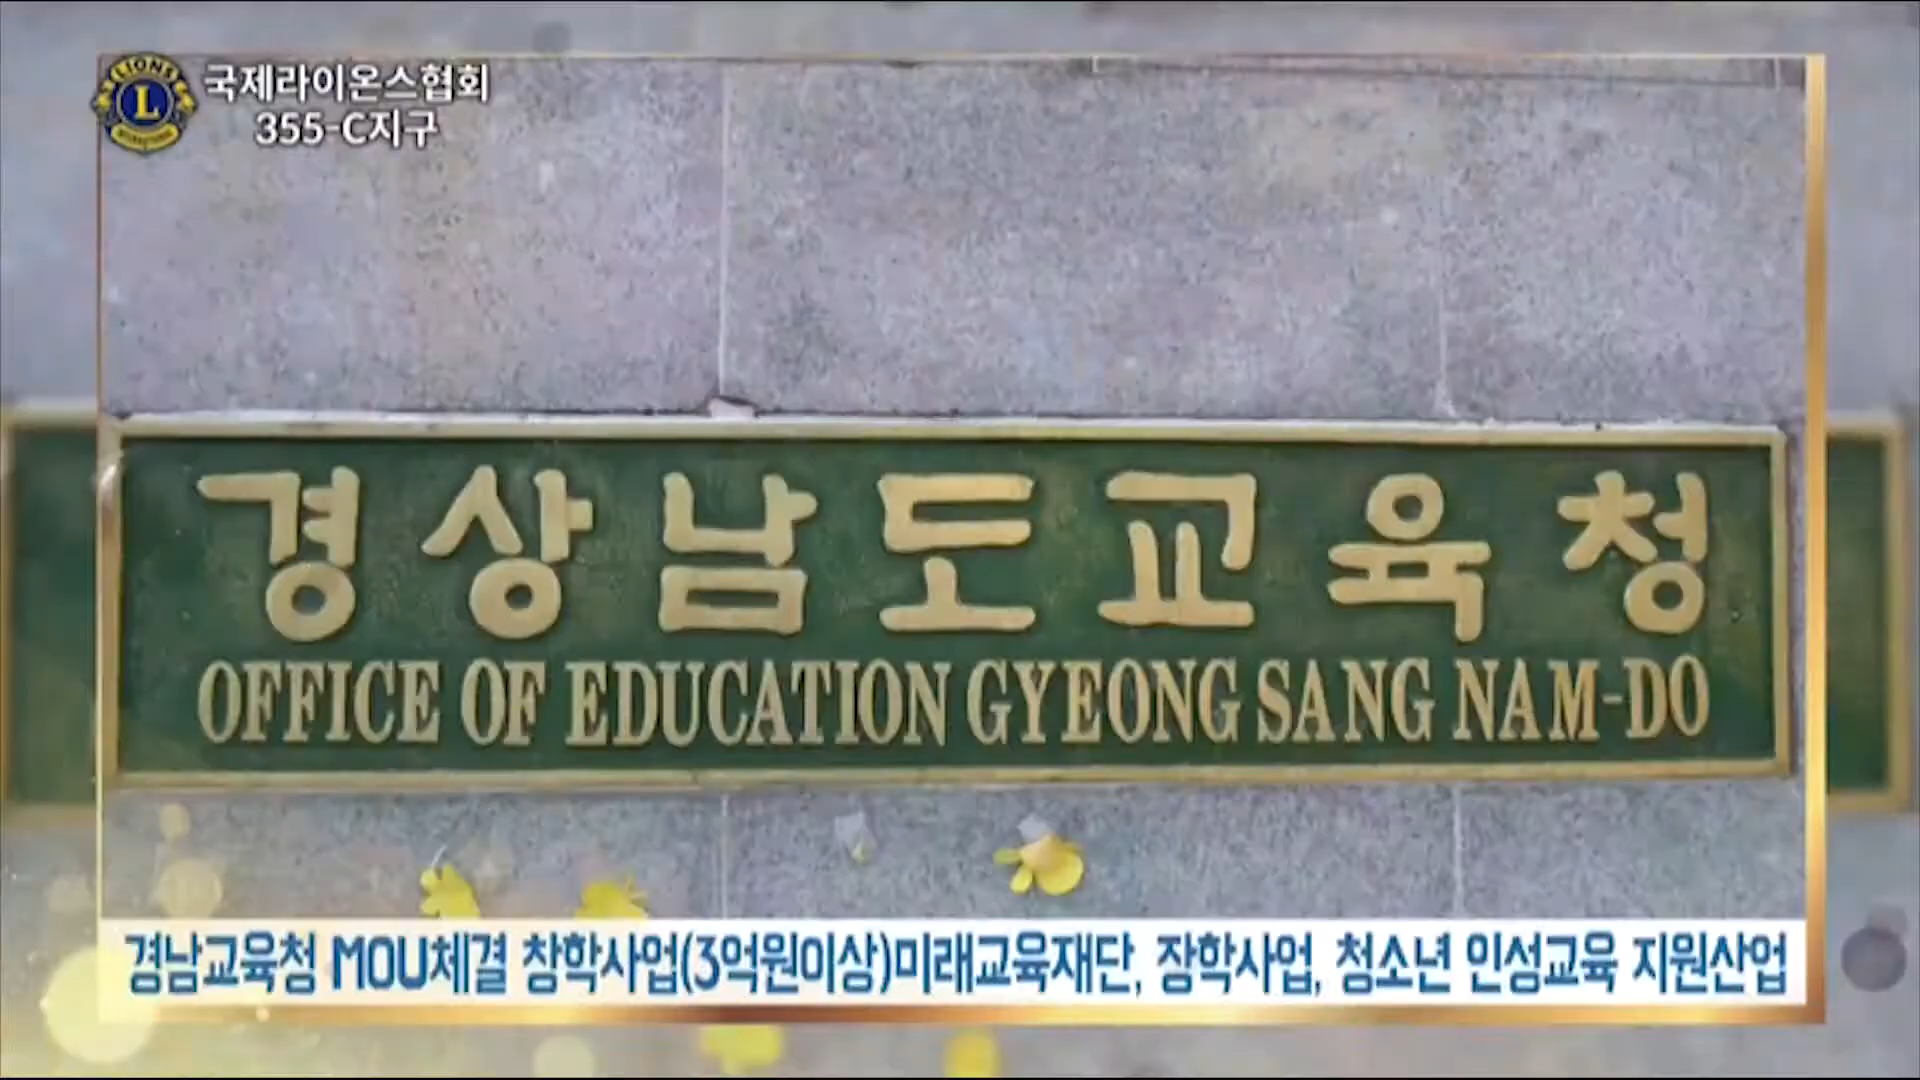 LIONS
L
국제라이온스협회
355-C지구
경상남도교육청
OFFICE OF EDUCATION GYEONG SANG NAM-DO
경남교육청 MOU체결 창학사업(3억원이상)미래교육재단, 장학사업, 청소년 인성교육 지원산업